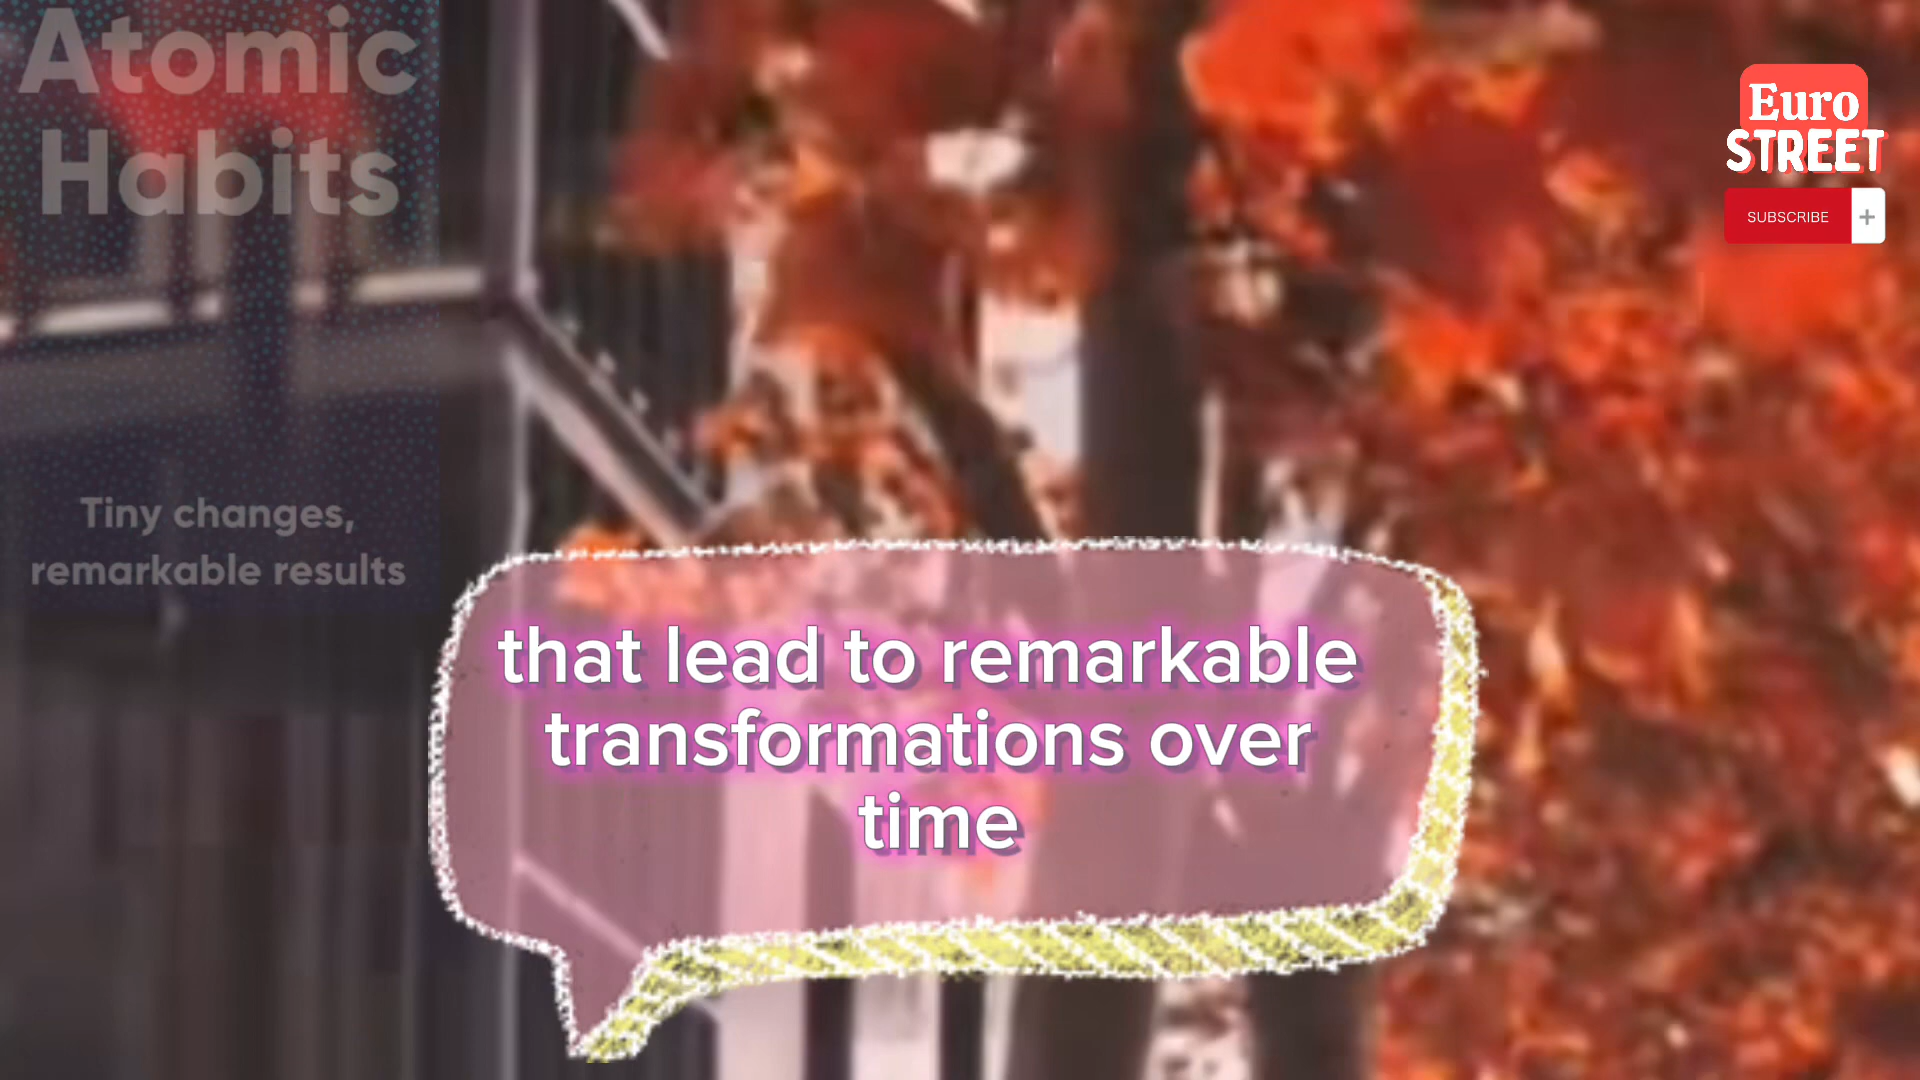 Atomic
Habits
Tiny changes,
remarkable results
Euro
STREET
SUBSCRIBE +
that lead to remarkable
transformations over
time